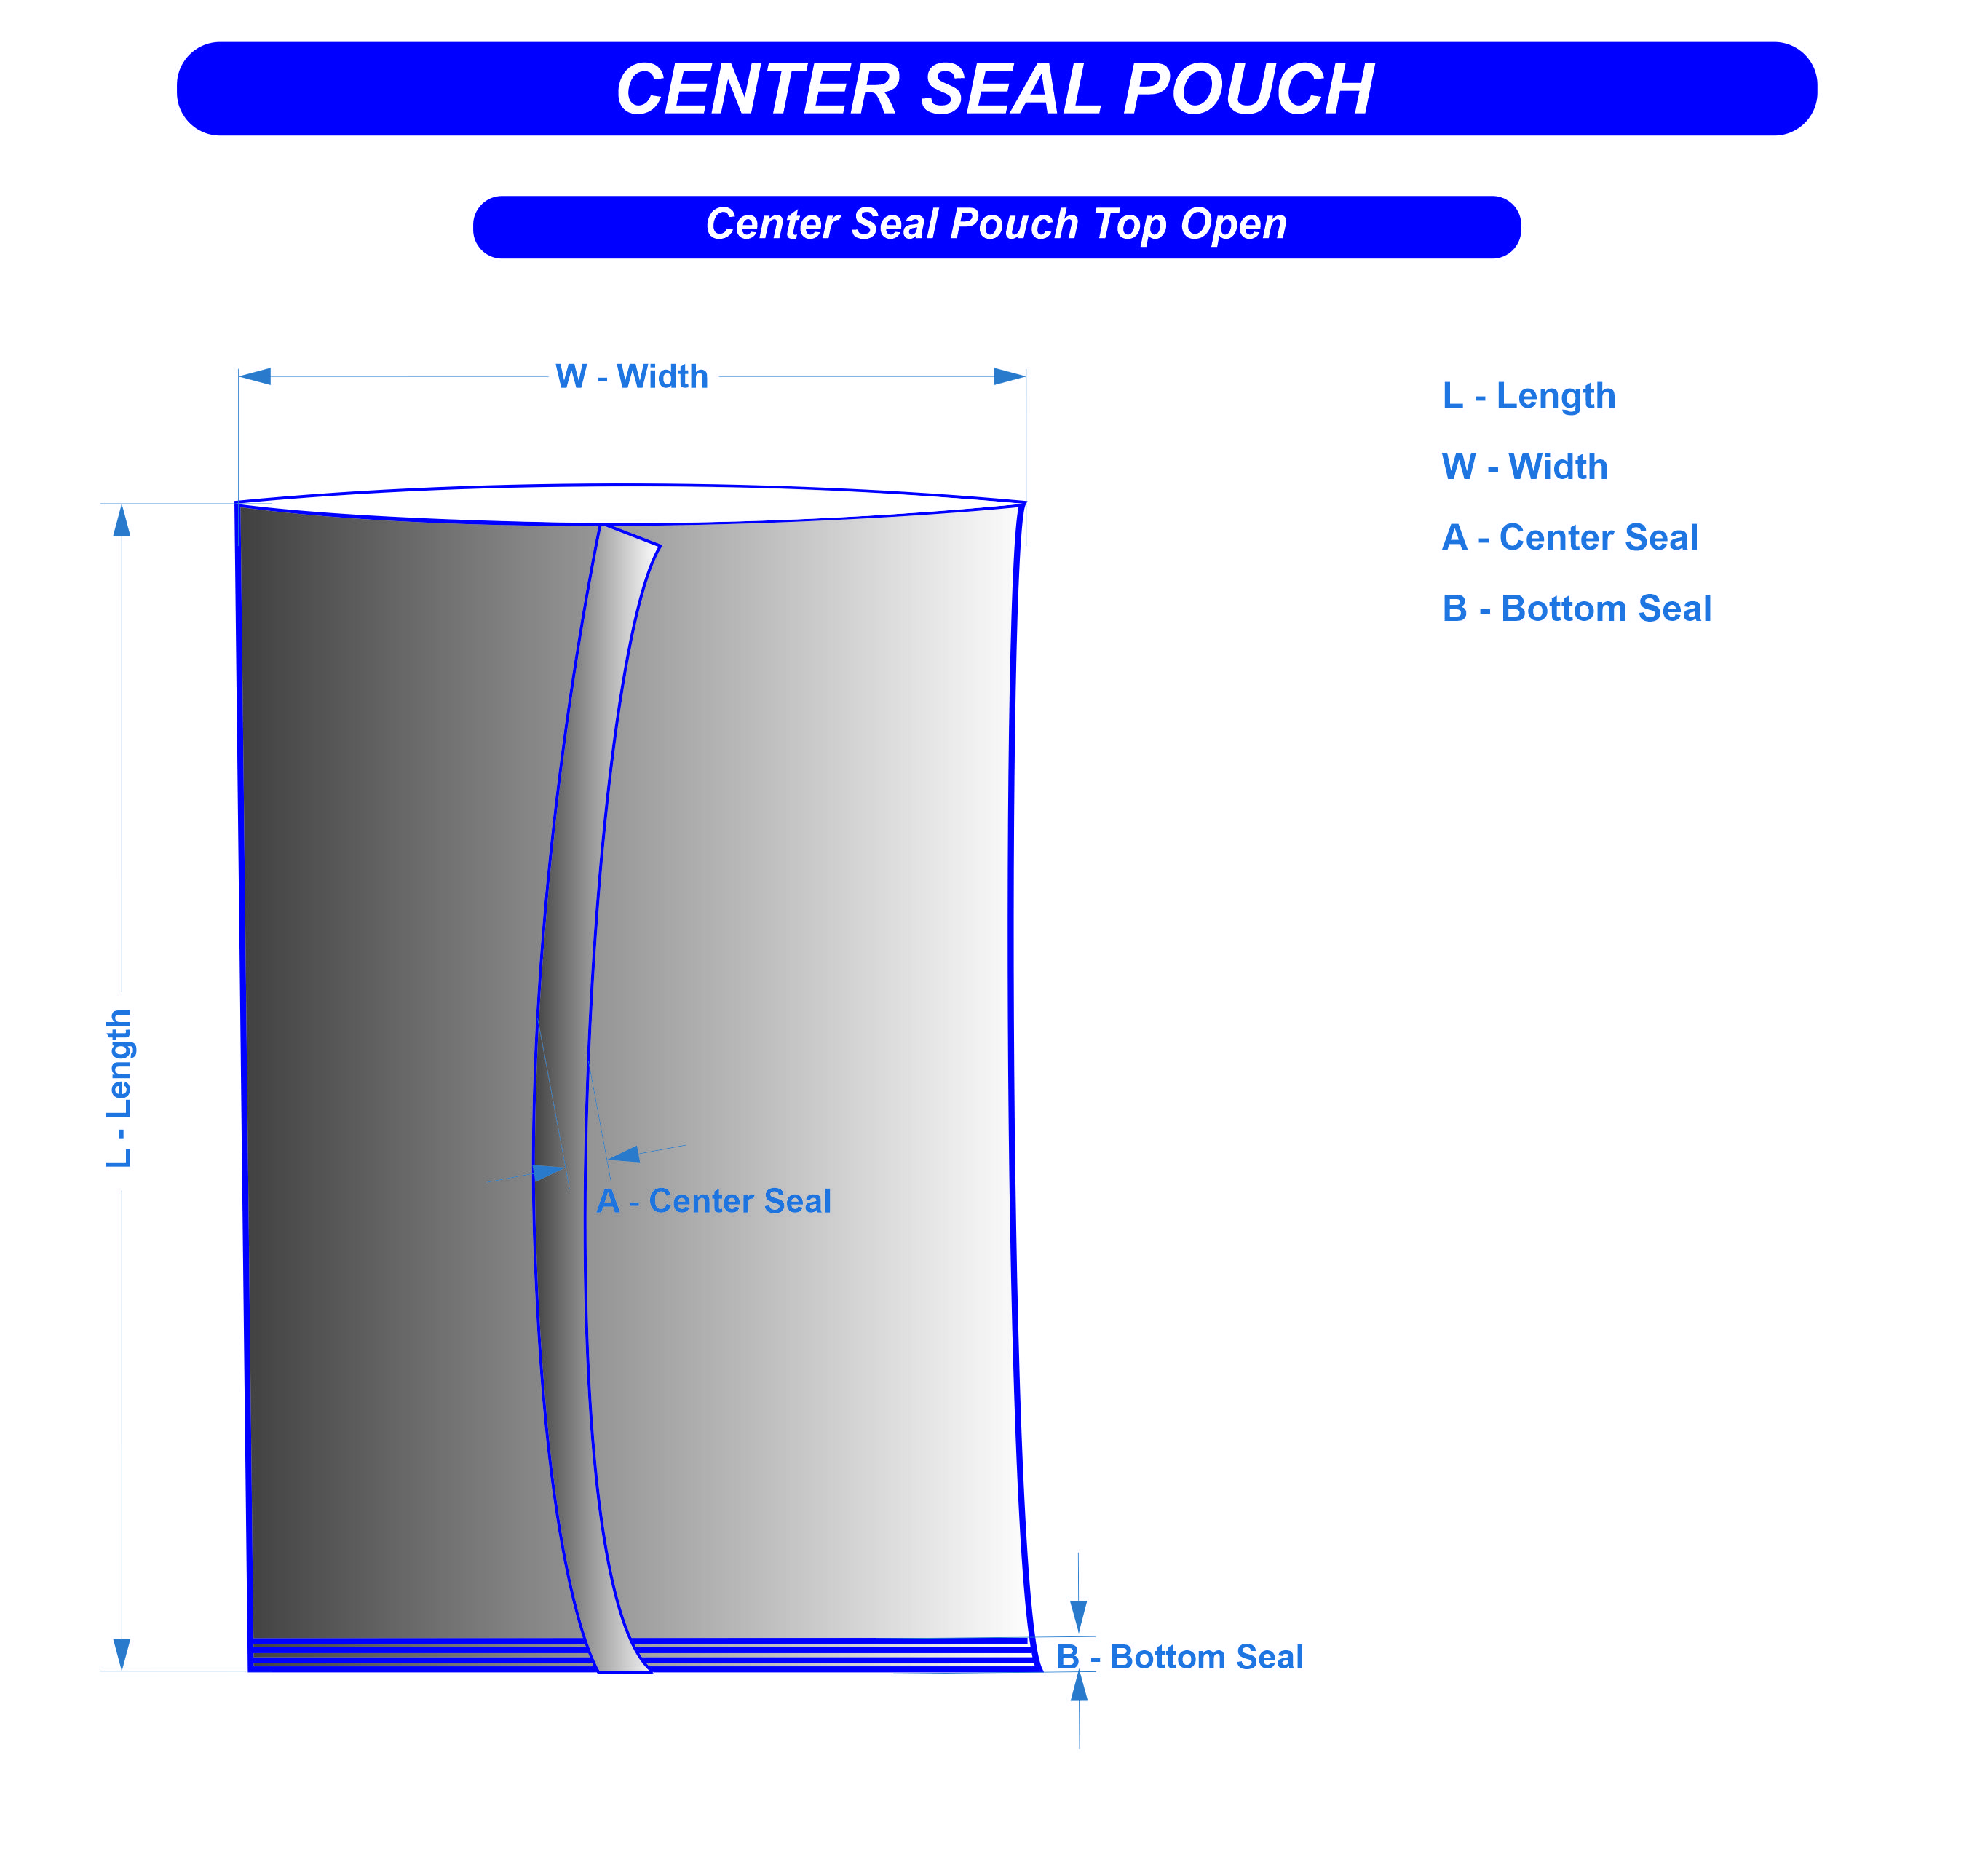 CENTER SEAL POUCH
Center Seal Pouch Top Open
W - Width
L - Length
W - Width
A - Center Seal
B - Bottom Seal
L - Length
A - Center Seal
B - Bottom Seal